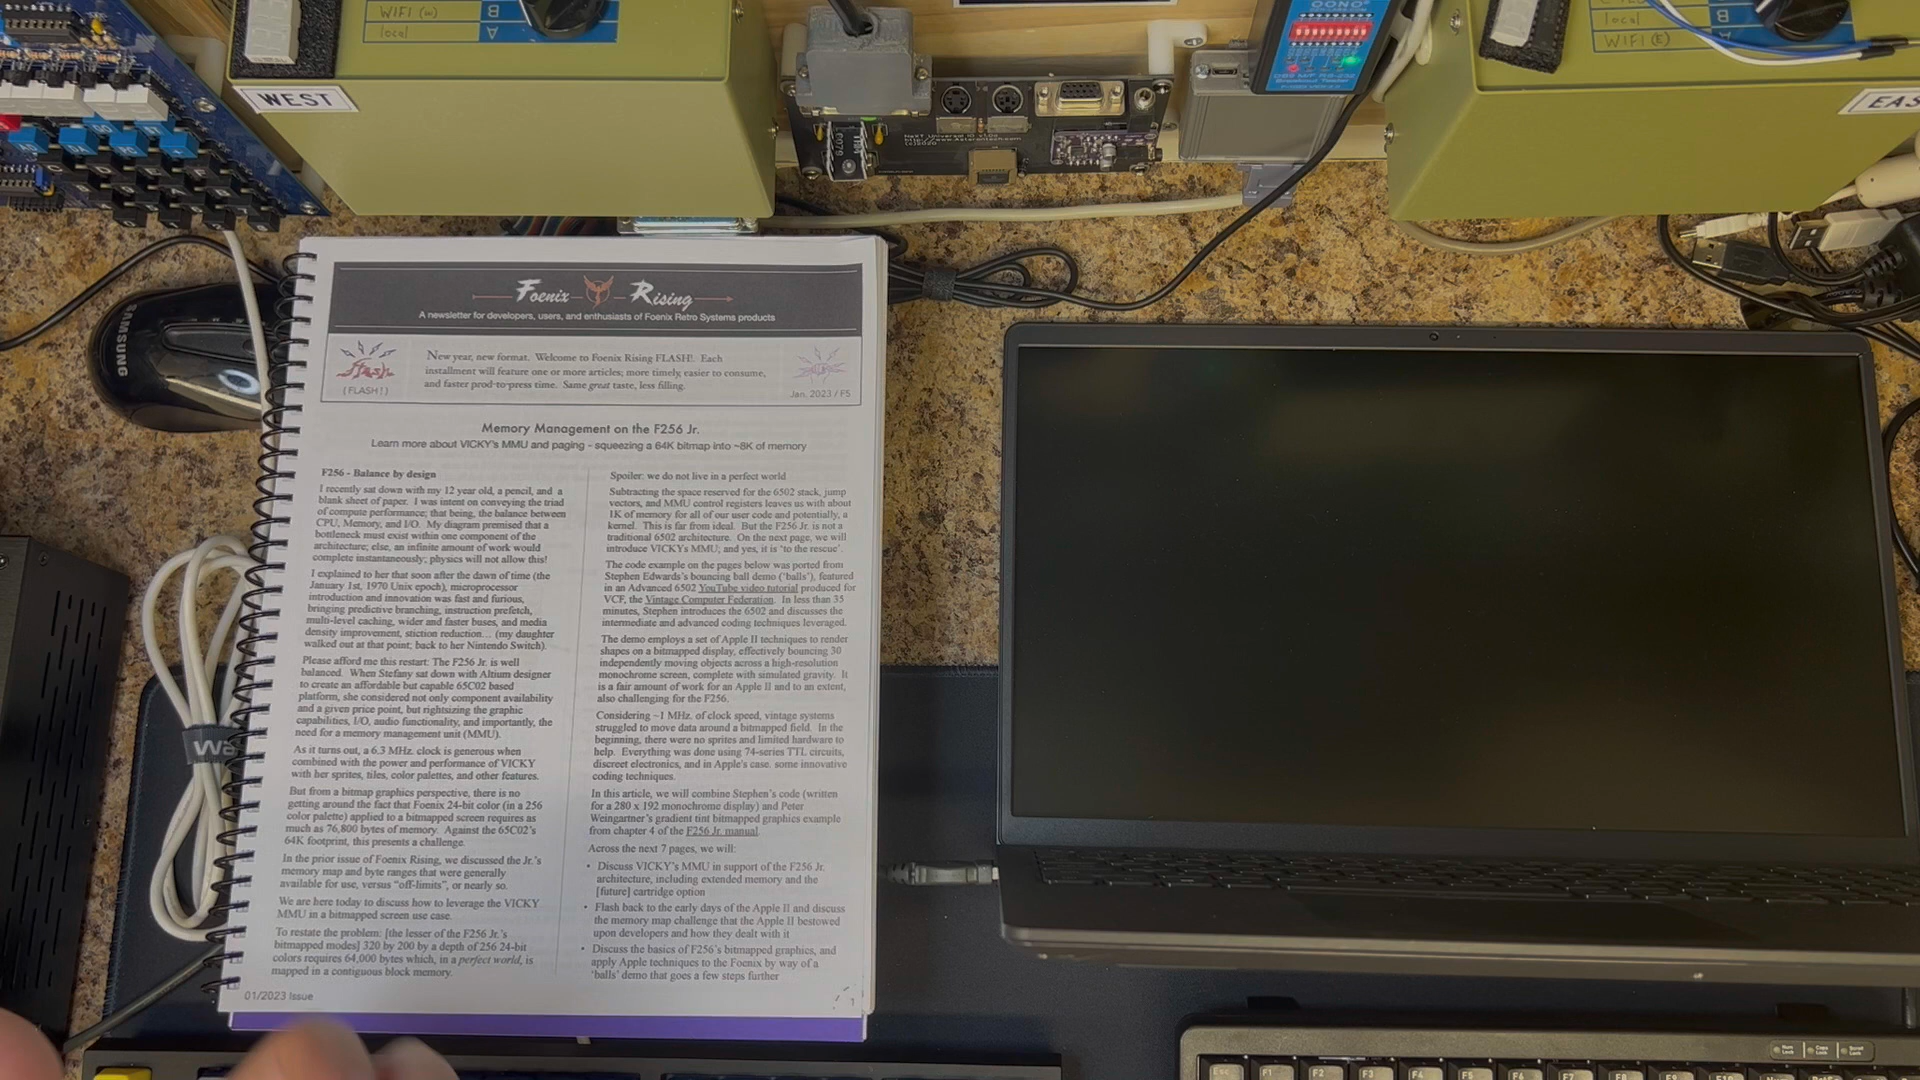 WIFI (w)
B
local
A
WEST
OONO
DB9 M/F RS-232
Breakout Tester
local
B
WIFI (E)
EAS
NeXT Universal IO
SAMSUNG
Foenix Rising
A newsletter for developers, users, and enthusiasts of Foenix Retro Systems products
flash
(FLASH!)
New year, new format. Welcome to Foenix Rising FLASH!. Each
installment will feature one or more articles; more timely, easier to consume,
and faster prod-to-press time. Same great taste, less filling.
Jan. 2023 / F5
Memory Management on the F256 Jr.
Learn more about VICKY's MMU and paging - squeezing a 64K bitmap into ~8K of memory
F256 - Balance by design
I recently sat down with my 12 year old, a pencil, and a
blank sheet of paper. I was intent on conveying the triad
of compute performance; that being, the balance between
CPU, Memory, and I/O. My diagram premised that a
bottleneck must exist within one component of the
architecture; else, an infinite amount of work would
complete instantaneously; physics will not allow this!
I explained to her that soon after the dawn of time (the
January 1st, 1970 Unix epoch), microprocessor
introduction and innovation was fast and furious,
bringing predictive branching, instruction prefetch,
multi-level caching, wider and faster buses, and media
density improvement, stiction reduction... (my daughter
walked out at that point; back to her Nintendo Switch).
Please afford me this restart: The F256 Jr. is well
balanced. When Stefany sat down with Altium designer
to create an affordable but capable 65C02 based
platform, she considered not only component availability
and a given price point, but rightsizing the graphic
capabilities, I/O, audio functionality, and importantly, the
need for a memory management unit (MMU).
As it turns out, a 6.3 MHz. clock is generous when
combined with the power and performance of VICKY
with her sprites, tiles, color palettes, and other features.
But from a bitmap graphics perspective, there is no
getting around the fact that Foenix 24-bit color (in a 256
color palette) applied to a bitmapped screen requires as
much as 76,800 bytes of memory. Against the 65C02's
64K footprint, this presents a challenge.
In the prior issue of Foenix Rising, we discussed the Jr.'s
memory map and byte ranges that were generally
available for use, versus "off-limits", or nearly so.
We are here today to discuss how to leverage the VICKY
MMU in a bitmapped screen use case.
To restate the problem: [the lesser of the F256 Jr.'s
bitmapped modes] 320 by 200 by a depth of 256 24-bit
colors requires 64,000 bytes which, in a perfect world, is
mapped in a contiguous block memory.
Spoiler: we do not live in a perfect world
Subtracting the space reserved for the 6502 stack, jump
vectors, and MMU control registers leaves us with about
1K of memory for all of our user code and potentially, a
kernel. This is far from ideal. But the F256 Jr. is not a
traditional 6502 architecture. On the next page, we will
introduce VICKY's MMU; and yes, it is 'to the rescue'.
The code example on the pages below was ported from
Stephen Edwards's bouncing ball demo ('balls'), featured
in an Advanced 6502 YouTube video tutorial produced for
VCF, the Vintage Computer Federation. In less than 35
minutes, Stephen introduces the 6502 and discusses the
intermediate and advanced coding techniques leveraged.
The demo employs a set of Apple II techniques to render
shapes on a bitmapped display, effectively bouncing 30
independently moving objects across a high-resolution
monochrome screen, complete with simulated gravity. It
is a fair amount of work for an Apple II and to an extent,
also challenging for the F256.
Considering ~1 MHz. of clock speed, vintage systems
struggled to move data around a bitmapped field. In the
beginning, there were no sprites and limited hardware to
help. Everything was done using 74-series TTL circuits,
discreet electronics, and in Apple's case. some innovative
coding techniques.
In this article, we will combine Stephen's code (written
for a 280 x 192 monochrome display) and Peter
Weingartner's gradient tint bitmapped graphics example
from chapter 4 of the F256 Jr. manual.
Across the next 7 pages, we will:
• Discuss VICKY's MMU in support of the F256 Jr.
architecture, including extended memory and the
[future] cartridge option
• Flash back to the early days of the Apple II and discuss
the memory map challenge that the Apple II bestowed
upon developers and how they dealt with it
• Discuss the basics of F256's bitmapped graphics, and
apply Apple techniques to the Foenix by way of a
'balls' demo that goes a few steps further
01/2023 Issue
1
Num Lock
Caps Lock
Scroll Lock
Esc
F1
F2
F3
F4
F5
F6
F7
F8
F9
F10